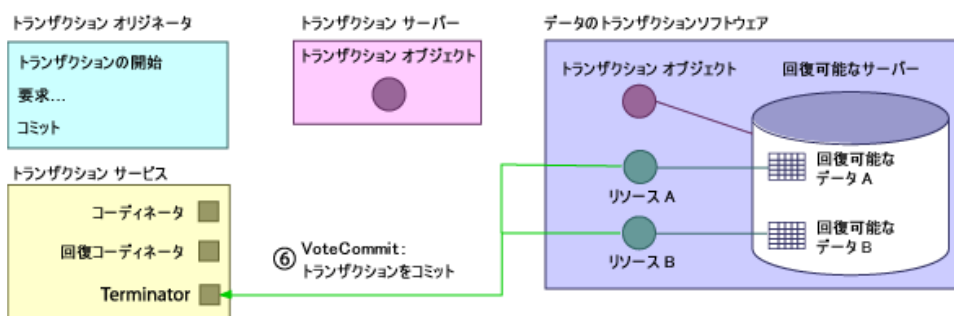 トランザクション オリジネータ
トランザクションの開始
要求...
コミット
トランザクション サーバー
トランザクション オブジェクト
データのトランザクションソフトウェア
トランザクション オブジェクト
回復可能なサーバー
リソース A
回復可能な
データ A
リソース B
回復可能な
データ B
トランザクション サービス
コーディネータ
回復コーディネータ
Terminator
⑥ VoteCommit:
トランザクションをコミット